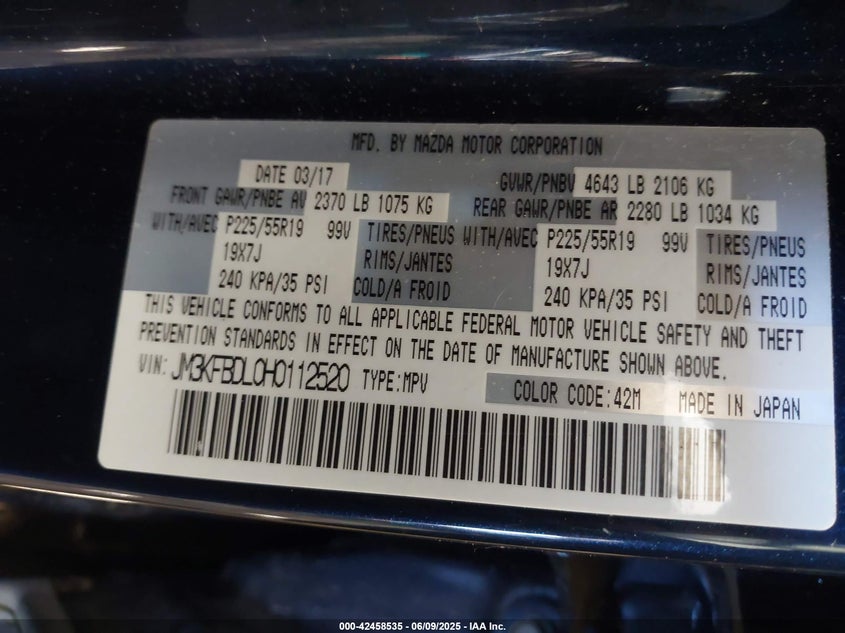 MFD. BY MAZDA MOTOR CORPORATION
DATE 03/17 GVWR/PNBV 4643 LB 2106 KG
FRONT GAWR/PNBE AV 2370 LB 1075 KG REAR GAWR/PNBE AR 2280 LB 1034 KG
WITH/AVEC P225/55R19 99V TIRES/PNEUS WITH/AVEC P225/55R19 99V TIRES/PNEUS
19X7J RIMS/JANTES 19X7J RIMS/JANTES
240 KPA/35 PSI COLD/A FROID 240 KPA/35 PSI COLD/A FROID
THIS VEHICLE CONFORMS TO ALL APPLICABLE FEDERAL MOTOR VEHICLE SAFETY AND THEFT
PREVENTION STANDARDS IN EFFECT ON THE DATE OF MANUFACTURE SHOWN ABOVE.
VIN: JM3KFBDL0H0112520 TYPE:MPV COLOR CODE:42M MADE IN JAPAN
000-42458535 - 06/09/2025 - IAA Inc.